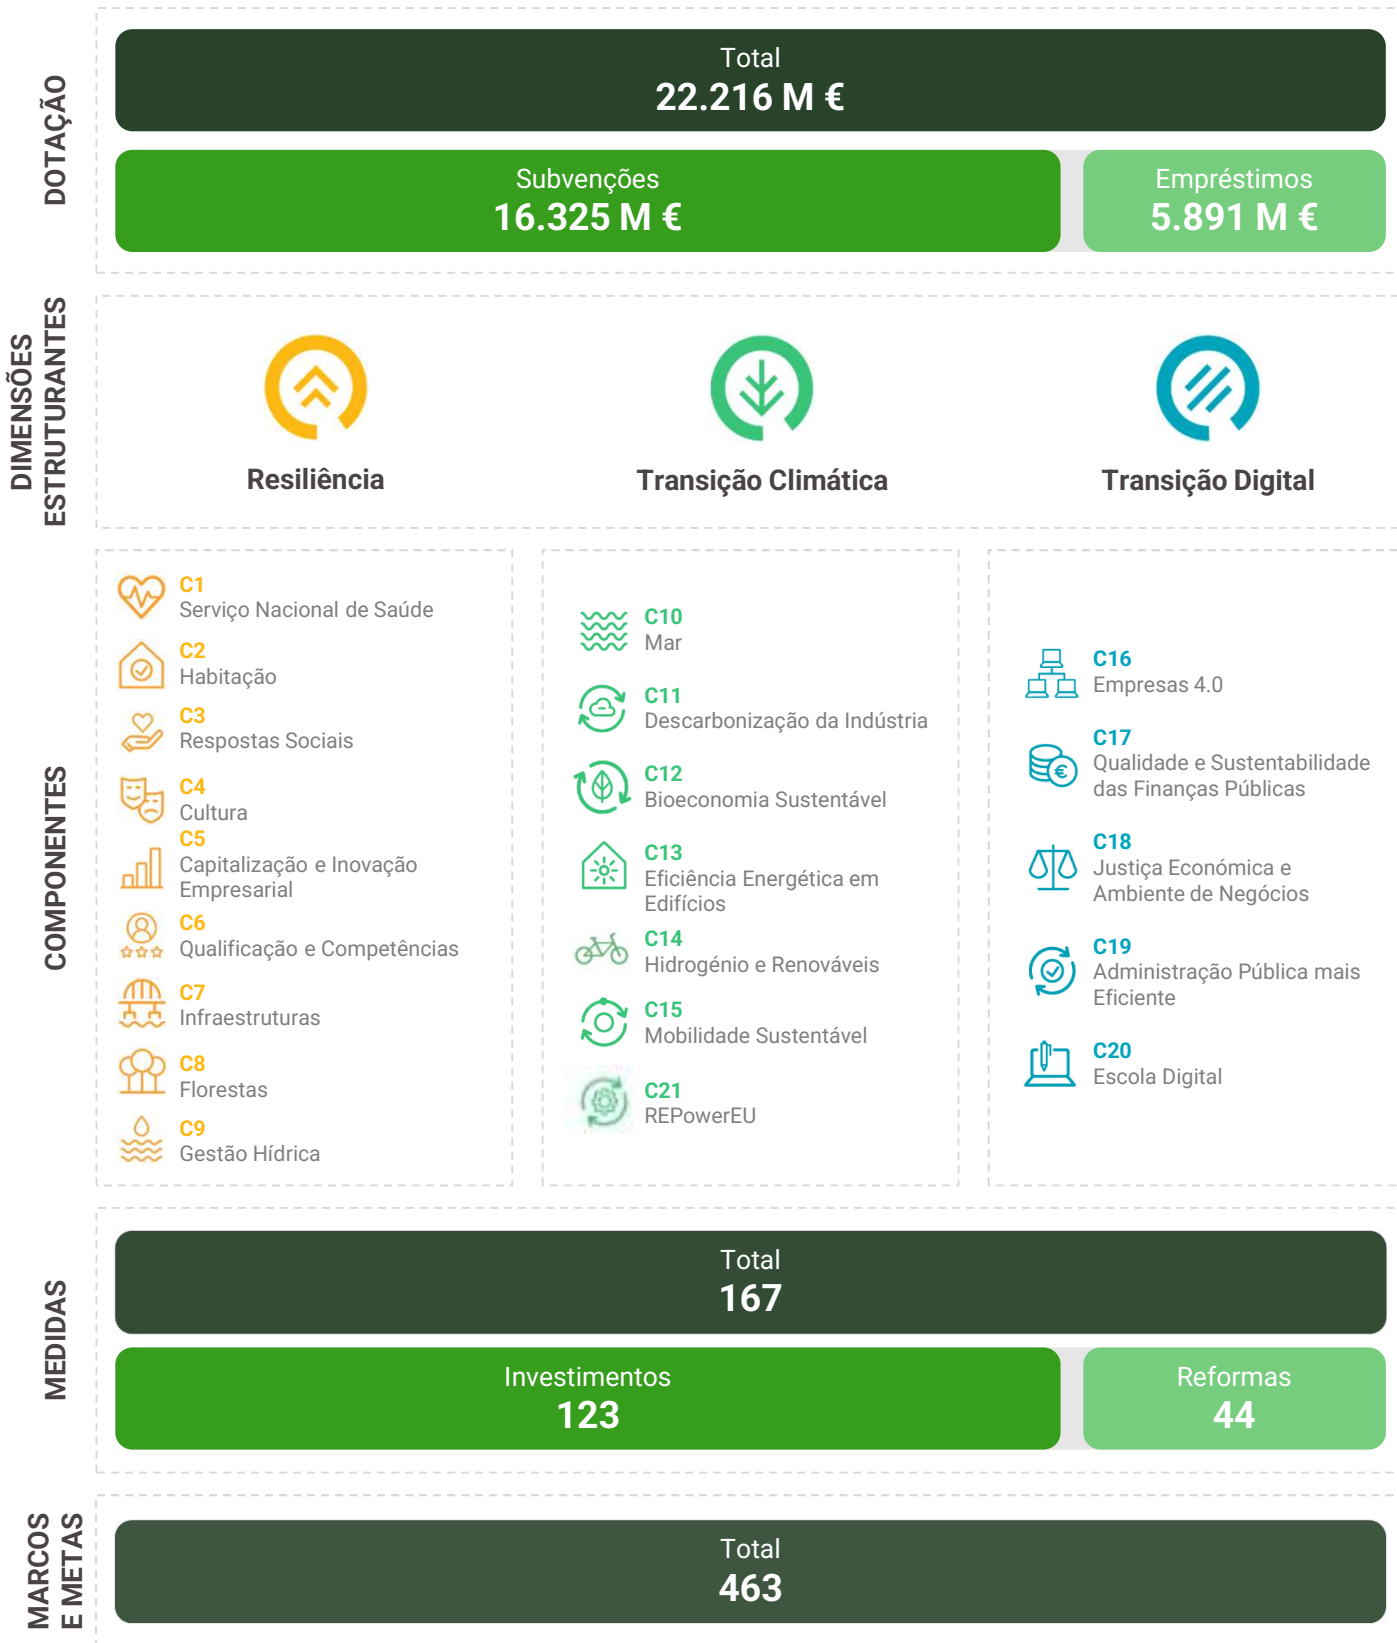 DOTAÇÃO
Total
22.216 M €
Subvenções
16.325 M €
Empréstimos
5.891 M €
DIMENSÕES
ESTRUTURANTES
Resiliência
Transição Climática
Transição Digital
COMPONENTES
C1
Serviço Nacional de Saúde
C2
Habitação
C3
Respostas Sociais
C4
Cultura
C5
Capitalização e Inovação
Empresarial
C6
Qualificação e Competências
C7
Infraestruturas
C8
Florestas
C9
Gestão Hídrica
C10
Mar
C11
Descarbonização da Indústria
C12
Bioeconomia Sustentável
C13
Eficiência Energética em
Edifícios
C14
Hidrogénio e Renováveis
C15
Mobilidade Sustentável
C21
REPowerEU
C16
Empresas 4.0
C17
Qualidade e Sustentabilidade
das Finanças Públicas
C18
Justiça Económica e
Ambiente de Negócios
C19
Administração Pública mais
Eficiente
C20
Escola Digital
MEDIDAS
Total
167
Investimentos
123
Reformas
44
MARCOS
E METAS
Total
463